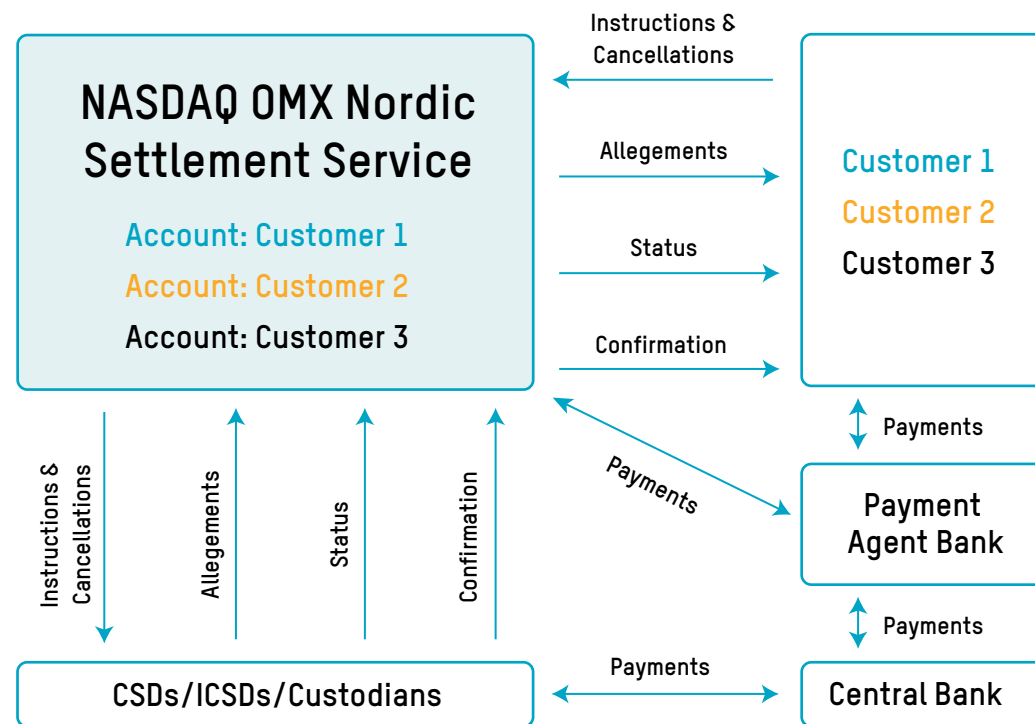 Instructions &
Cancellations
NASDAQ OMX Nordic
Settlement Service
Account: Customer 1
Account: Customer 2
Account: Customer 3
Allegements
Status
Confirmation
Customer 1
Customer 2
Customer 3
Payments
Instructions &
Cancellations
Allegements
Status
Confirmation
Payments
Payment
Agent Bank
Payments
CSDs/ICSDs/Custodians
Payments
Central Bank